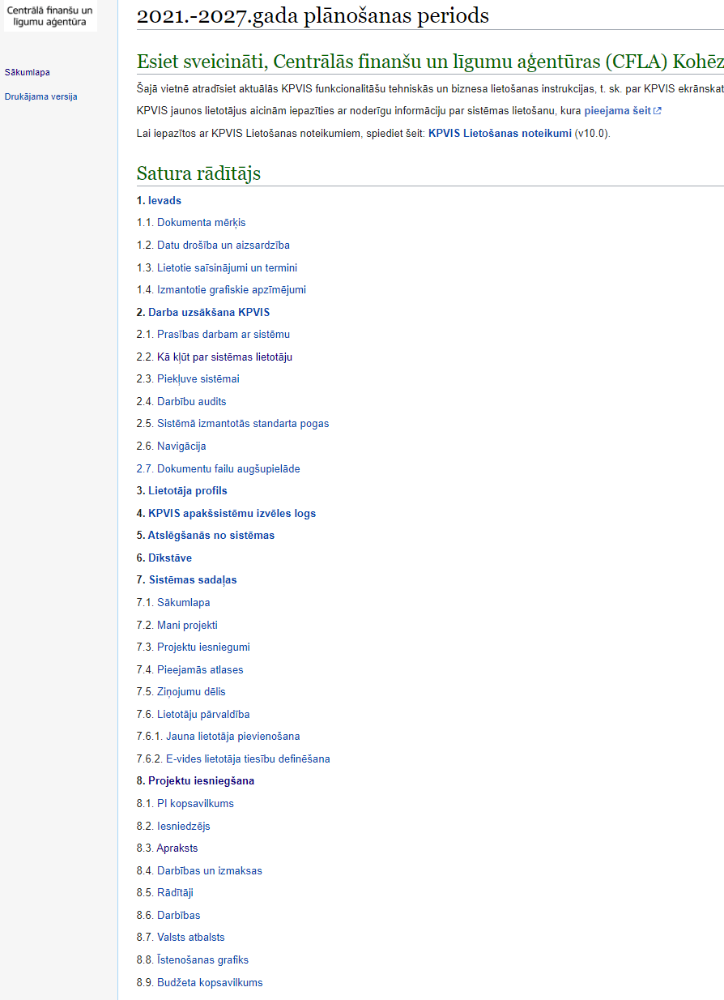 Centrālā finanšu un
līgumu aģentūra
Sākumlapa
Drukājama versija
2021.-2027.gada plānošanas periods
Esiet sveicināti, Centrālās finanšu un līgumu aģentūras (CFLA) Kohēz
Šajā vietnē atradīsiet aktuālās KPVIS funkcionalitāšu tehniskās un biznesa lietošanas instrukcijas, t. sk. par KPVIS ekrānskat
KPVIS jaunos lietotājus aicinām iepazīties ar noderīgu informāciju par sistēmas lietošanu, kura pieejama šeit
Lai iepazītos ar KPVIS Lietošanas noteikumiem, spiediet šeit: KPVIS Lietošanas noteikumi (v10.0).
Satura rādītājs
1. Ievads
1.1. Dokumenta mērķis
1.2. Datu drošība un aizsardzība
1.3. Lietotie saīsinājumi un termini
1.4. Izmantotie grafiskie apzīmējumi
2. Darba uzsākšana KPVIS
2.1. Prasības darbam ar sistēmu
2.2. Kā kļūt par sistēmas lietotāju
2.3. Piekļuve sistēmai
2.4. Darbību audits
2.5. Sistēmā izmantotās standarta pogas
2.6. Navigācija
2.7. Dokumentu failu augšupielāde
3. Lietotāja profils
4. KPVIS apakšsistēmu izvēles logs
5. Atslēgšanās no sistēmas
6. Dīkstāve
7. Sistēmas sadaļas
7.1. Sākumlapa
7.2. Mani projekti
7.3. Projektu iesniegumi
7.4. Pieejamās atlases
7.5. Ziņojumu dēlis
7.6. Lietotāju pārvaldība
7.6.1. Jauna lietotāja pievienošana
7.6.2. E-vides lietotāja tiesību definēšana
8. Projektu iesniegšana
8.1. PI kopsavilkums
8.2. Iesniedzējs
8.3. Apraksts
8.4. Darbības un izmaksas
8.5. Rādītāji
8.6. Darbības
8.7. Valsts atbalsts
8.8. Īstenošanas grafiks
8.9. Budžeta kopsavilkums